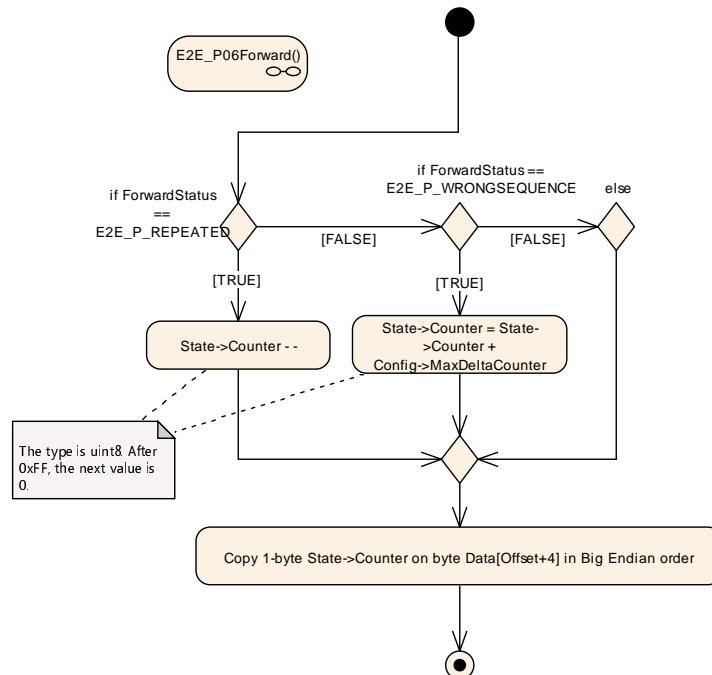 E2E_P06Forward()
if ForwardStatus
==
E2E_P_REPEATED
if ForwardStatus ==
E2E_P_WRONGSEQUENCE
else
[FALSE]
[FALSE]
[TRUE]
[TRUE]
State->Counter - -
State->Counter = State-
>Counter +
Config->MaxDeltaCounter
The type is uint8. After
0xFF, the next value is
0.
Copy 1-byte State->Counter on byte Data[Offset+4] in Big Endian order